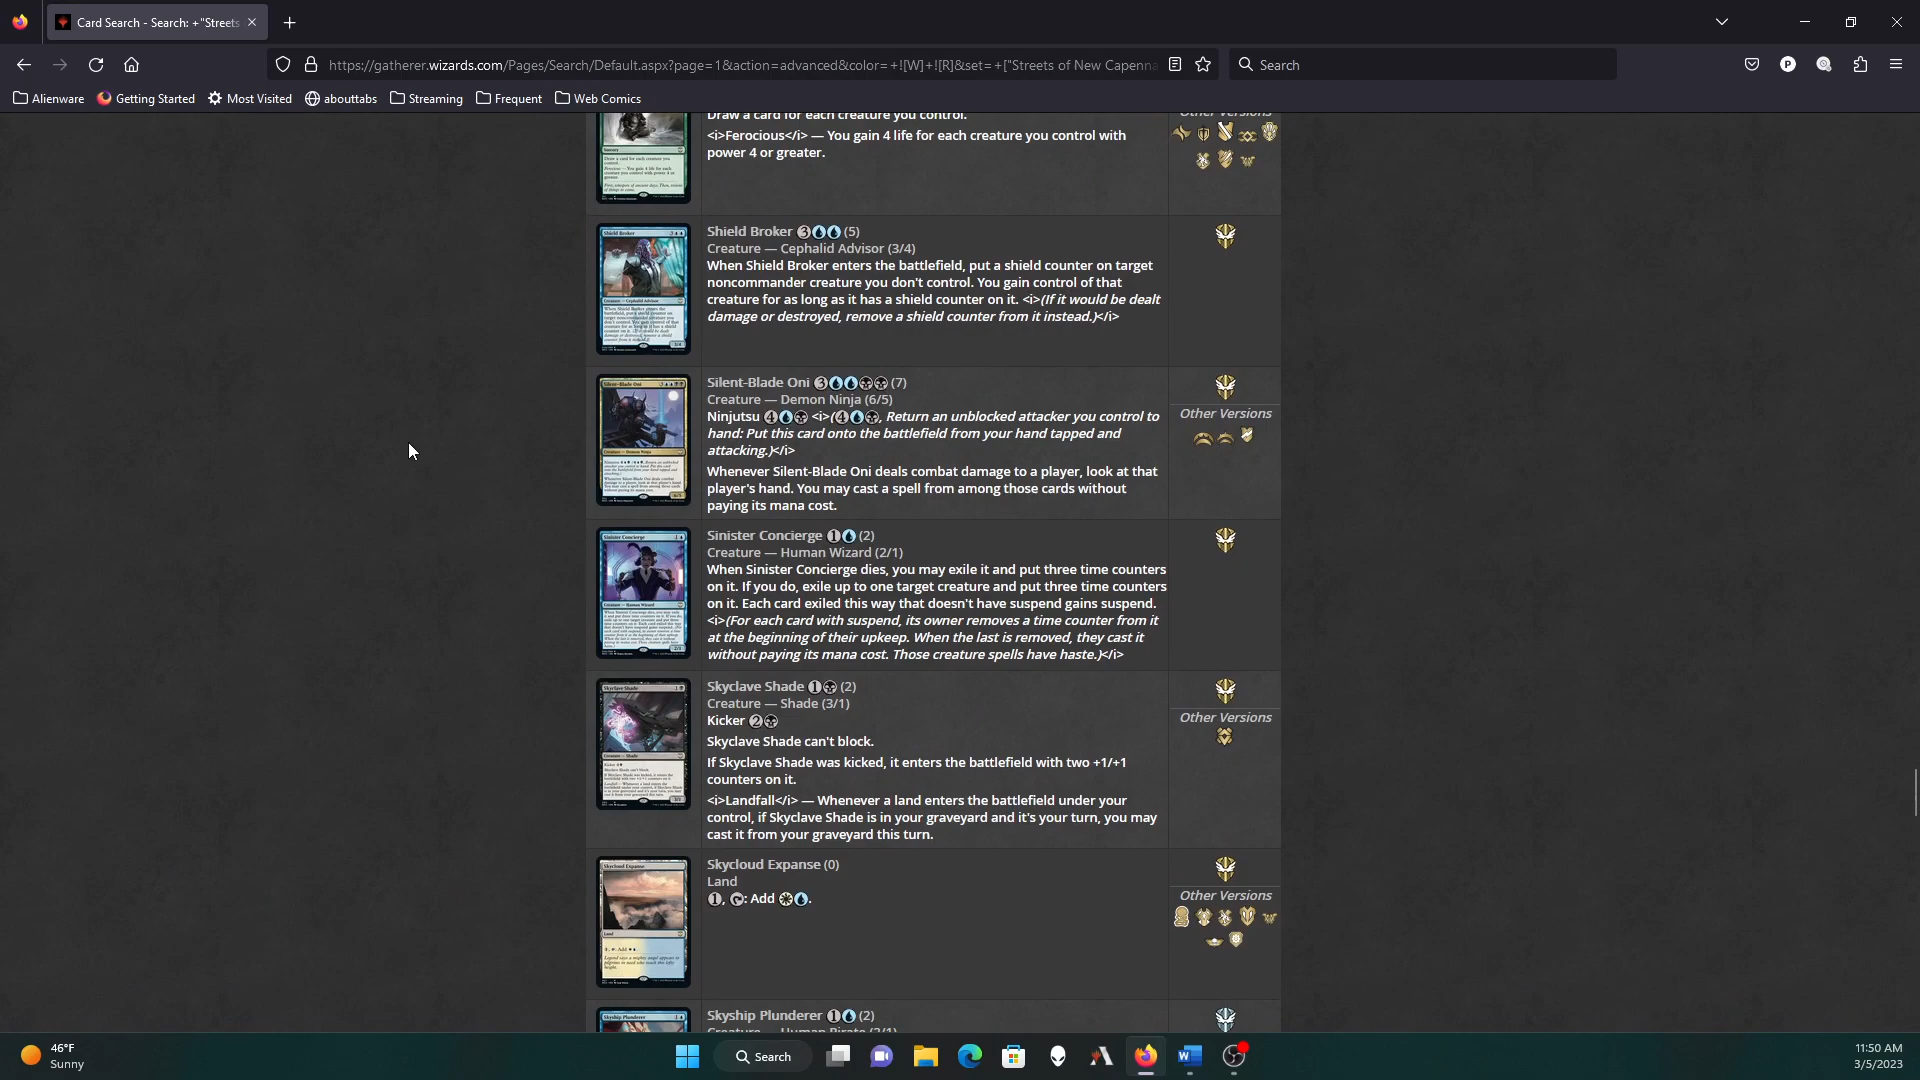 Card Search - Search: +"Streets
https://gatherer.wizards.com/Pages/Search/Default.aspx?page=1&action=advanced&color=+![W]+![R]&set=+["Streets of New Capenna
Search
Alienware
Getting Started
Most Visited
abouttabs
Streaming
Frequent
Web Comics
Draw a card for each creature you control.
<i>Ferocious</i> — You gain 4 life for each creature you control with
power 4 or greater.
Other Versions
Shield Broker 3 (5)
Creature — Cephalid Advisor (3/4)
When Shield Broker enters the battlefield, put a shield counter on target
noncommander creature you don't control. You gain control of that
creature for as long as it has a shield counter on it. <i>(If it would be dealt
damage or destroyed, remove a shield counter from it instead.)</i>
Silent-Blade Oni 3 (7)
Creature — Demon Ninja (6/5)
Ninjutsu 4 <i>(4, Return an unblocked attacker you control to
hand: Put this card onto the battlefield from your hand tapped and
attacking.)</i>
Whenever Silent-Blade Oni deals combat damage to a player, look at that
player's hand. You may cast a spell from among those cards without
paying its mana cost.
Other Versions
Sinister Concierge 1 (2)
Creature — Human Wizard (2/1)
When Sinister Concierge dies, you may exile it and put three time counters
on it. If you do, exile up to one target creature and put three time counters
on it. Each card exiled this way that doesn't have suspend gains suspend.
<i>(For each card with suspend, its owner removes a time counter from it
at the beginning of their upkeep. When the last is removed, they cast it
without paying its mana cost. Those creature spells have haste.)</i>
Skyclave Shade 1 (2)
Creature — Shade (3/1)
Kicker 2
Skyclave Shade can't block.
If Skyclave Shade was kicked, it enters the battlefield with two +1/+1
counters on it.
<i>Landfall</i> — Whenever a land enters the battlefield under your
control, if Skyclave Shade is in your graveyard and it's your turn, you may
cast it from your graveyard this turn.
Other Versions
Skycloud Expanse (0)
Land
1, : Add .
Other Versions
Skyship Plunderer 1 (2)
Creature — Human Pirate (2/1)
46°F
Sunny
Search
11:50 AM
3/5/2023